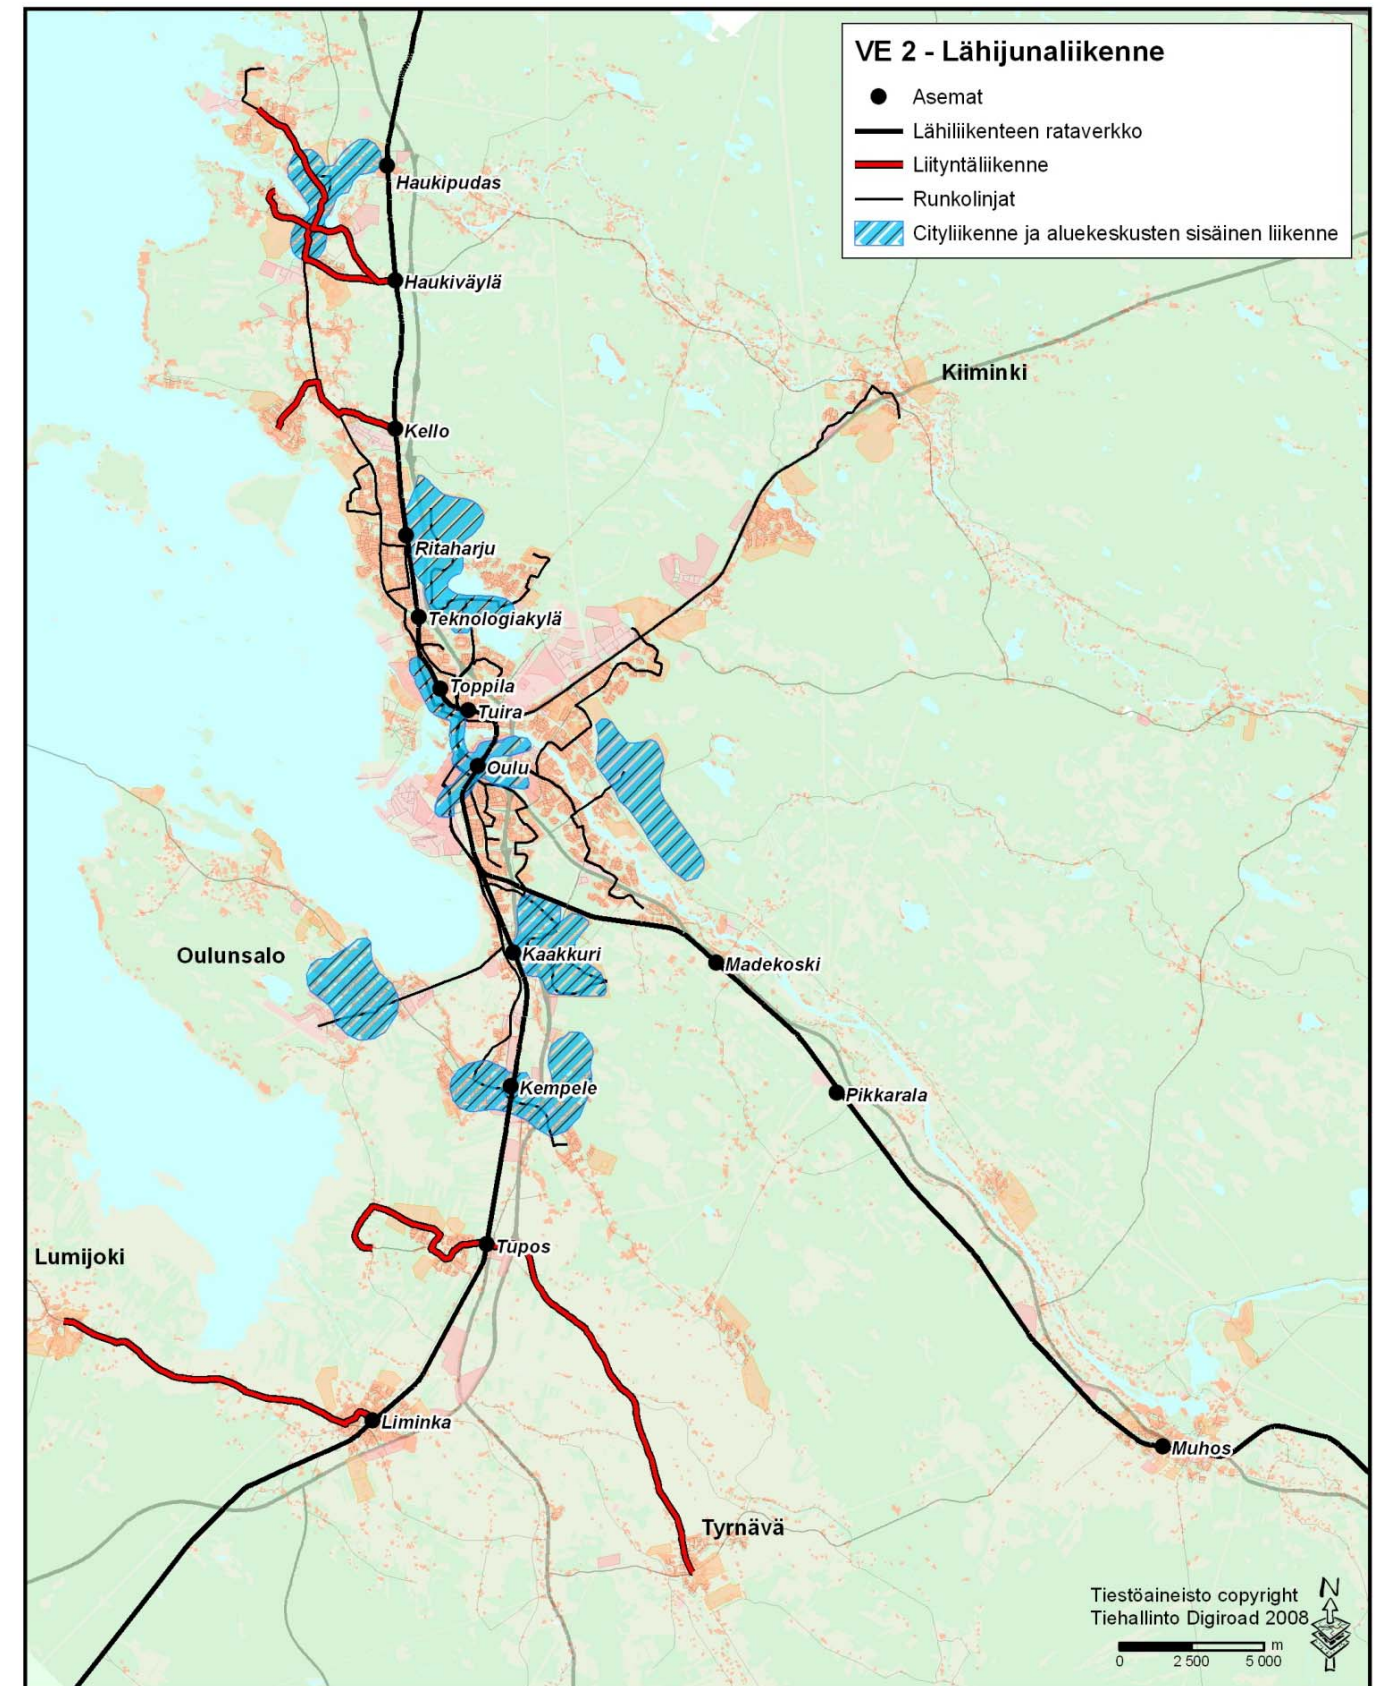 VE 2 - Lähijunaliikenne
Asemat
Lähiliikenteen rataverkko
Liityntäliikenne
Runkolinjat
Cityliikenne ja aluekeskusten sisäinen liikenne
Haukipudas
Haukiväylä
Kiiminki
Kello
Ritaharju
Teknologiakylä
Toppila
Tuira
Oulu
Oulunsalo
Kaakkuri
Madekoski
Kempele
Pikkarala
Tupos
Lumijoki
Liminka
Muhos
Tyrnävä
Tiestöaineisto copyright
Tiehallinto Digiroad 2008
N
m
0 2 500 5 000